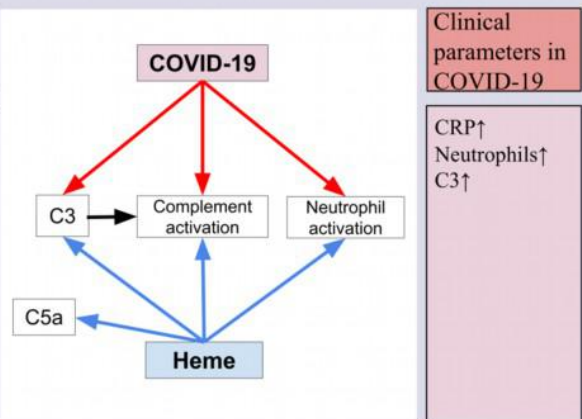 COVID-19
C3
Complement
activation
Neutrophil
activation
C5a
Heme
Clinical
parameters in
COVID-19
CRP↑
Neutrophils↑
C3↑